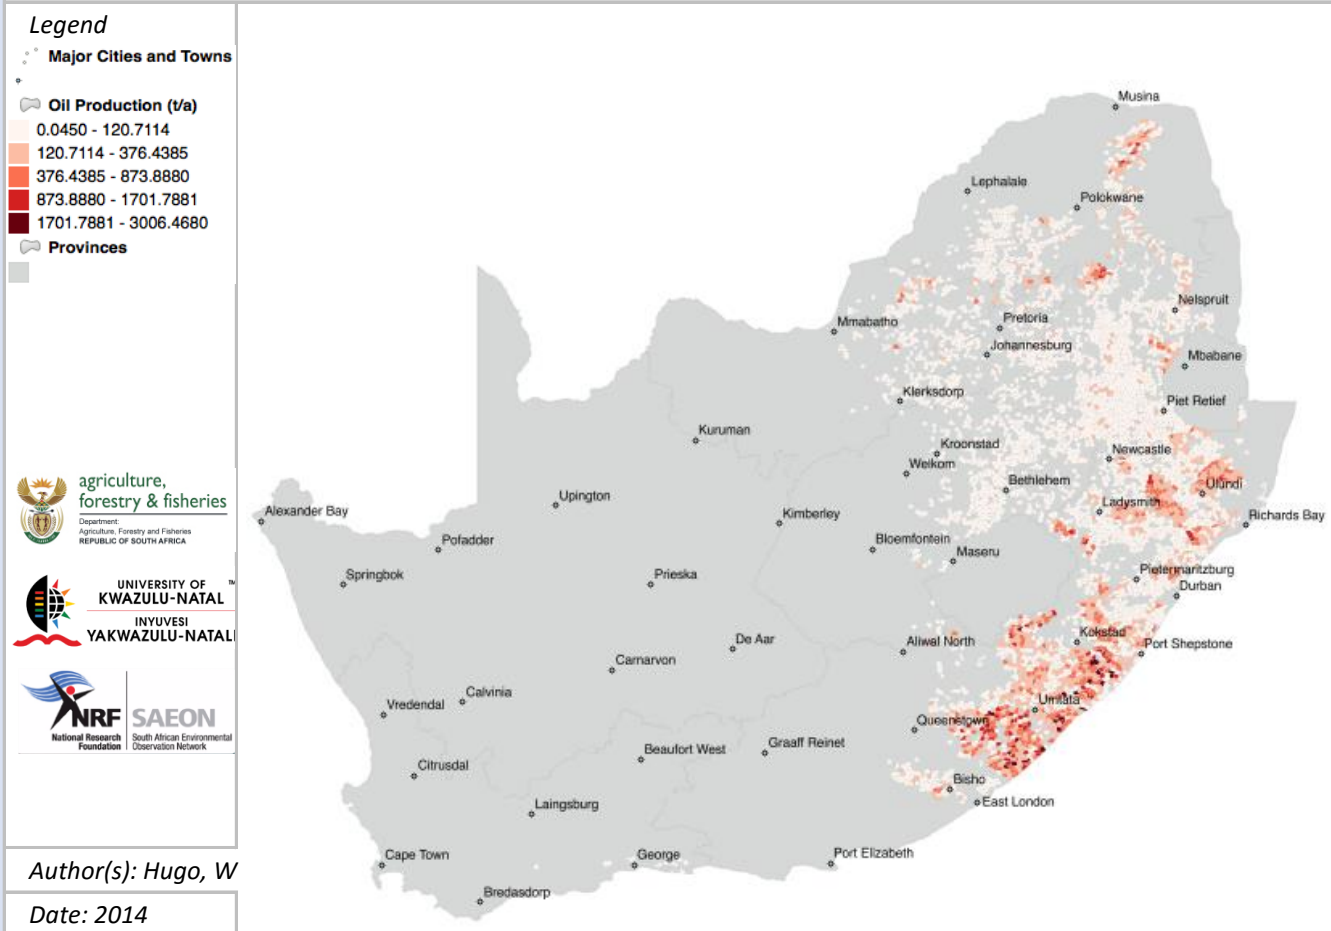 Legend
Major Cities and Towns
Oil Production (t/a)
0.0450 - 120.7114
120.7114 - 376.4385
376.4385 - 873.8880
873.8880 - 1701.7881
1701.7881 - 3006.4680
Provinces
agriculture,
forestry & fisheries
Department:
Agriculture, Forestry and Fisheries
REPUBLIC OF SOUTH AFRICA
UNIVERSITY OF ™
KWAZULU-NATAL
INYUVESI
YAKWAZULU-NATALI
NRF SAEON
National Research Foundation
South African Environmental Observation Network
Author(s): Hugo, W
Date: 2014
Musina
Lephalale
Polokwane
Nelspruit
Pretoria
Mmabatho
Johannesburg
Mbabane
Klerksdorp
Piet Retief
Kuruman
Kroonstad
Newcastle
Welkom
Bethlehem
Ulundi
Upington
Ladysmith
Alexander Bay
Kimberley
Richards Bay
Pofadder
Bloemfontein
Maseru
Springbok
Prieska
Pietermaritzburg
Durban
De Aar
Aliwal North
Kokstad
Port Shepstone
Carnarvon
Calvinia
Vredendal
Umtata
Queenstown
Beaufort West
Graaff Reinet
Citrusdal
Bisho
East London
Laingsburg
Cape Town
George
Port Elizabeth
Bredasdorp